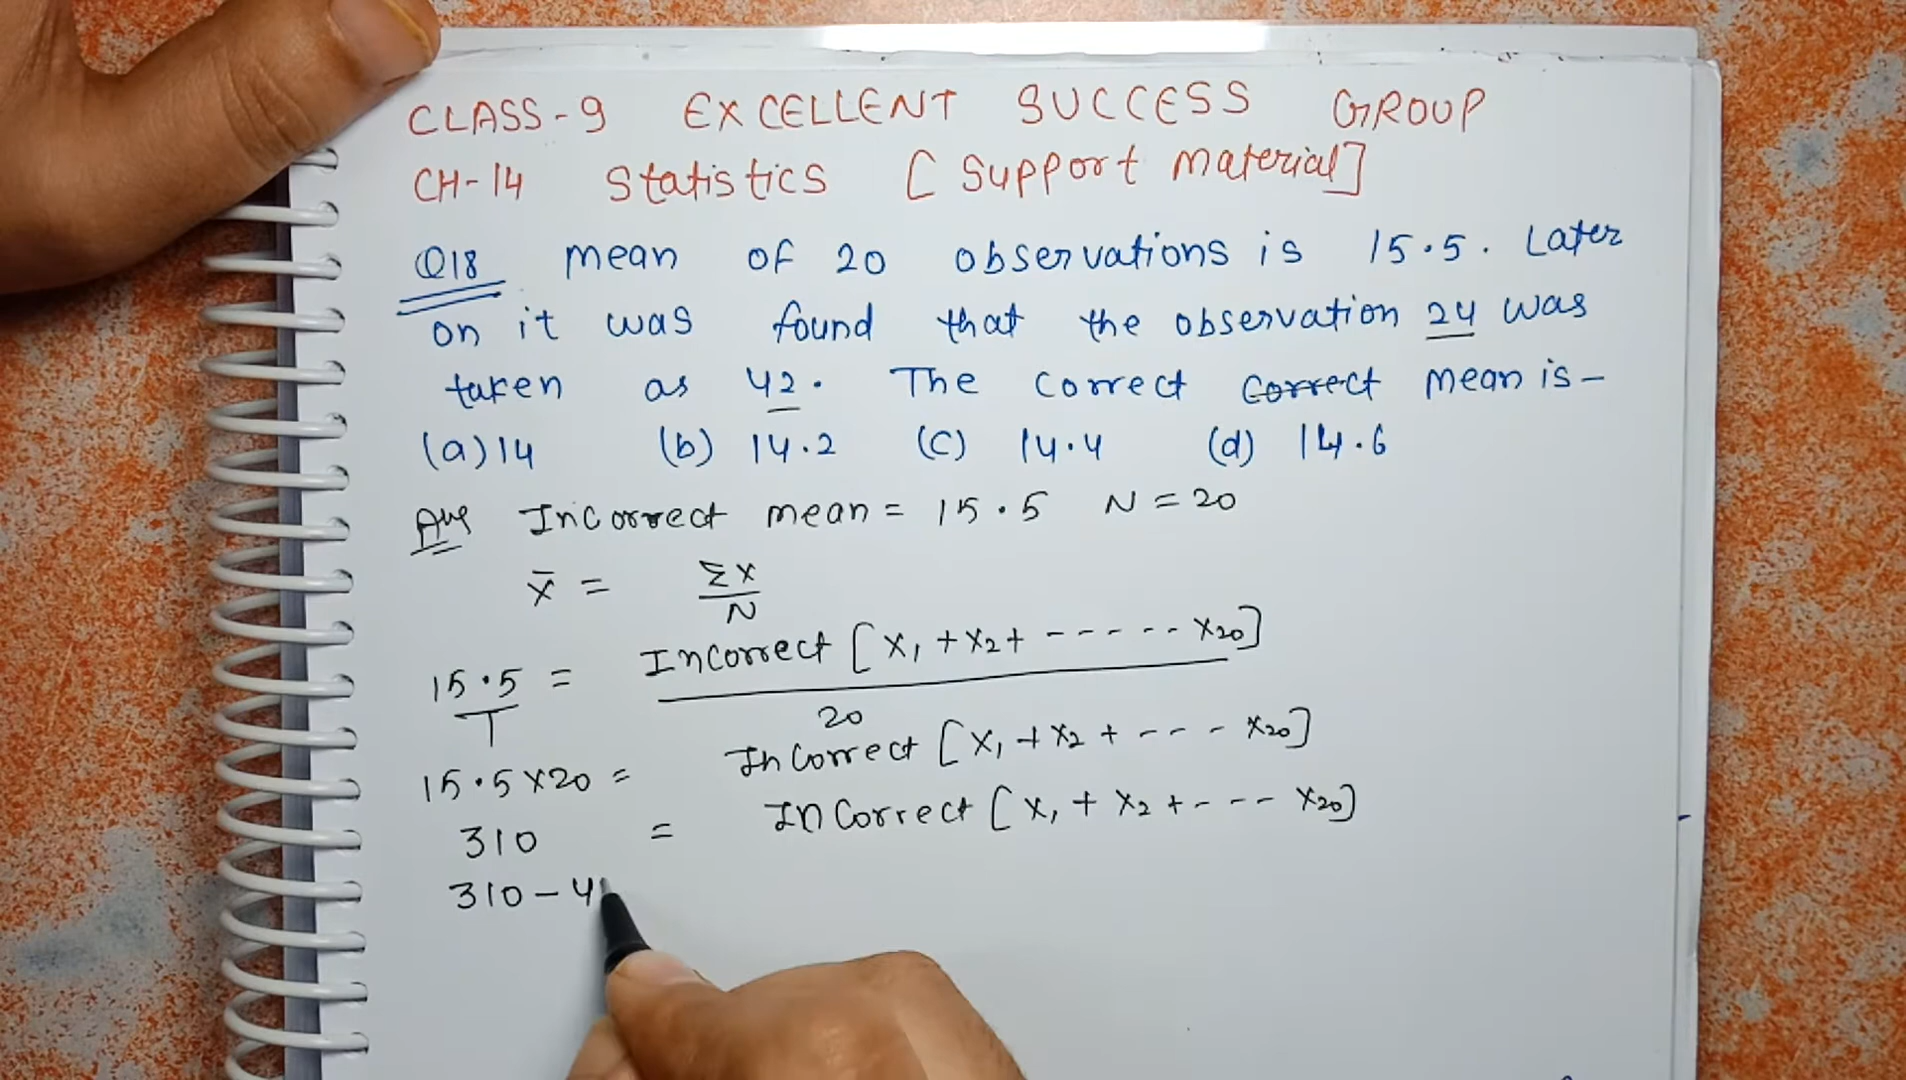 CLASS-9 EXCELLENT SUCCESS GROUP
CH-14 Statistics [Support Material]
Q18 mean of 20 observations is 15.5. Later
on it was found that the observation 24 was
taken as 42. The correct correct mean is -
(a) 14 (b) 14.2 (c) 14.4 (d) 14.6
Ans Incorrect mean = 15.5 N = 20
x̄ = Σx/N
15.5/1 = Incorrect [x₁ + x₂ + ------ x₂₀]/20
15.5 x 20 = Incorrect [x₁ + x₂ + --- - x₂₀]
310 = InCorrect [x₁ + x₂ + - -- x₂₀]
310 - 4